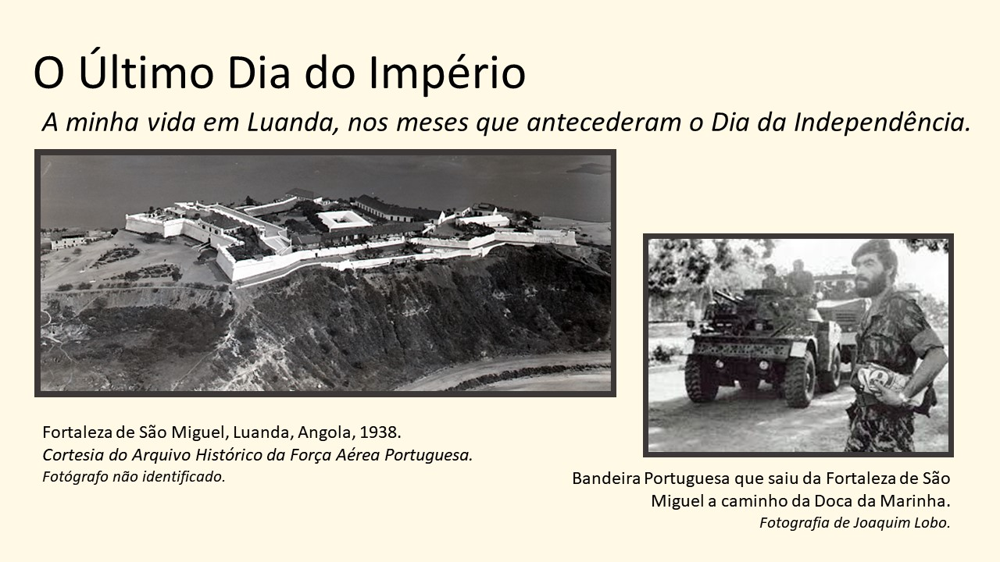 O Último Dia do Império
A minha vida em Luanda, nos meses que antecederam o Dia da Independência.
Fortaleza de São Miguel, Luanda, Angola, 1938.
Cortesia do Arquivo Histórico da Força Aérea Portuguesa.
Fotógrafo não identificado.
Bandeira Portuguesa que saiu da Fortaleza de São
Miguel a caminho da Doca da Marinha.
Fotografia de Joaquim Lobo.